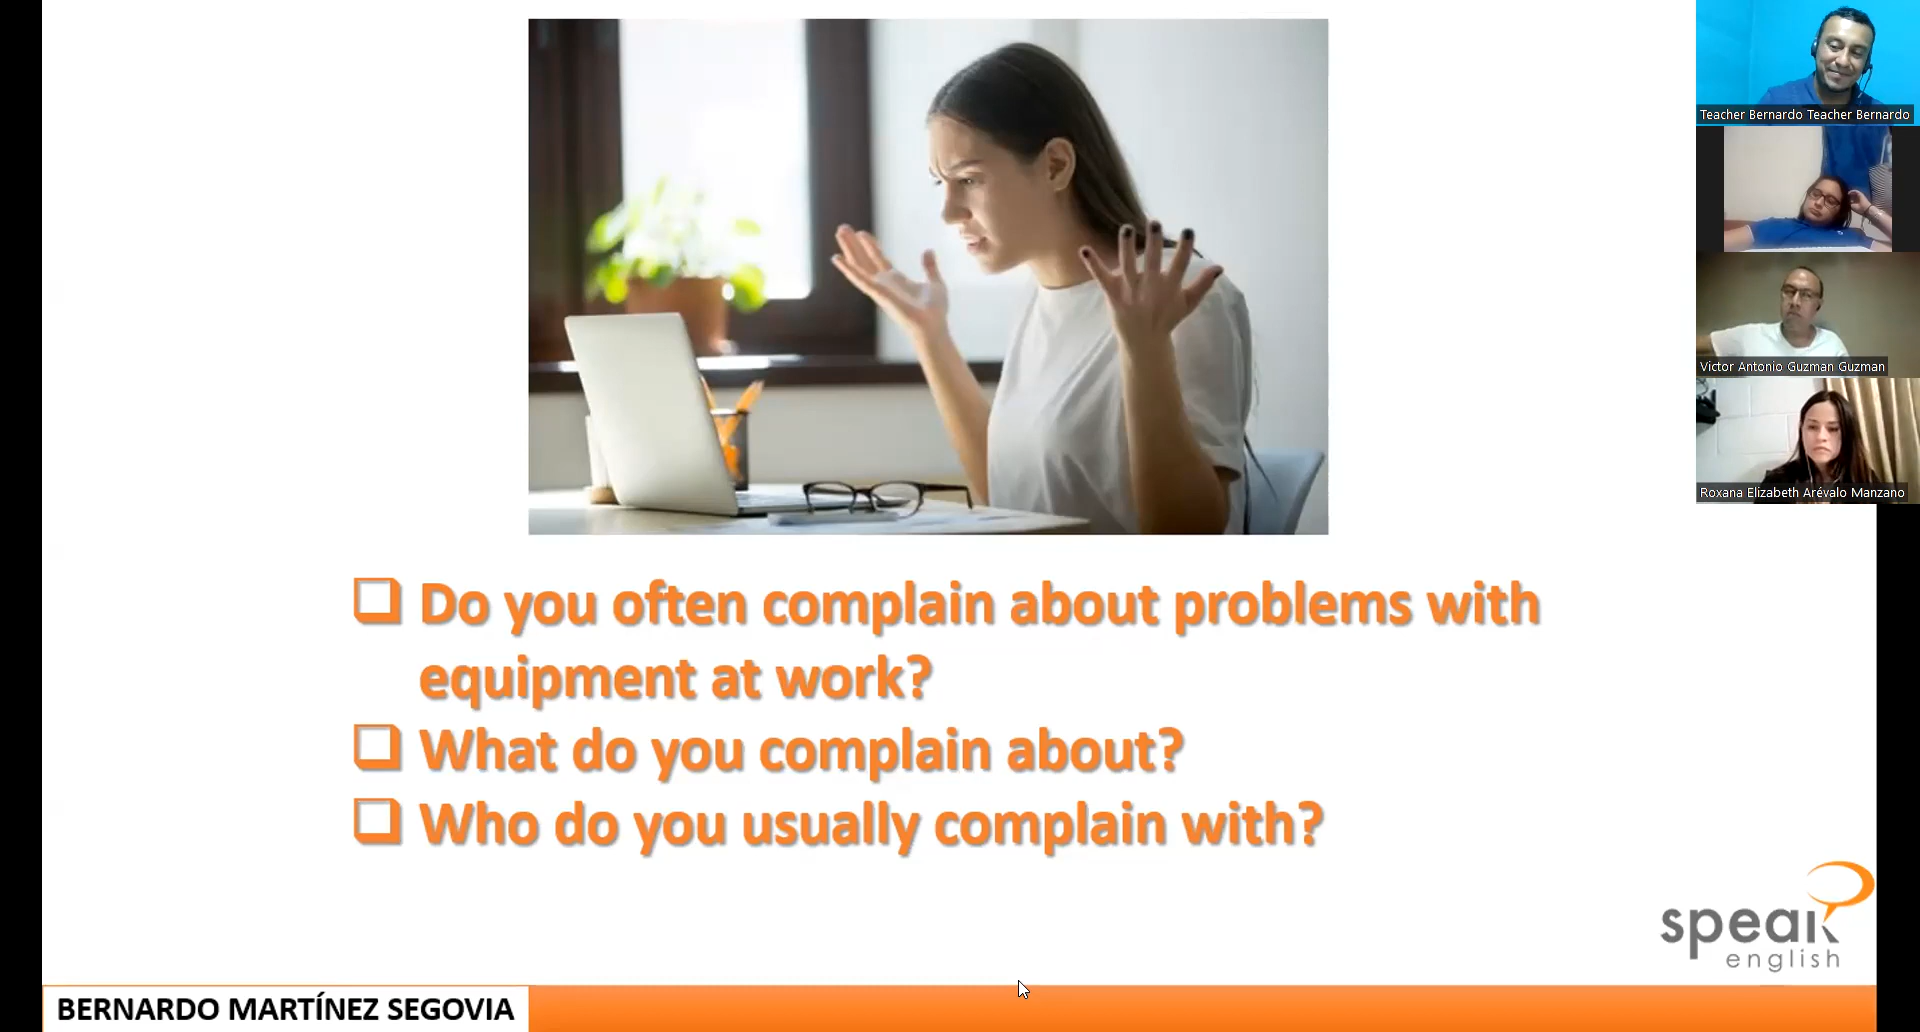 Teacher Bernardo Teacher Bernardo
Victor Antonio Guzman Guzman
Roxana Elizabeth Arévalo Manzano
Do you often complain about problems with
equipment at work?
What do you complain about?
Who do you usually complain with?
speak
english
BERNARDO MARTÍNEZ SEGOVIA